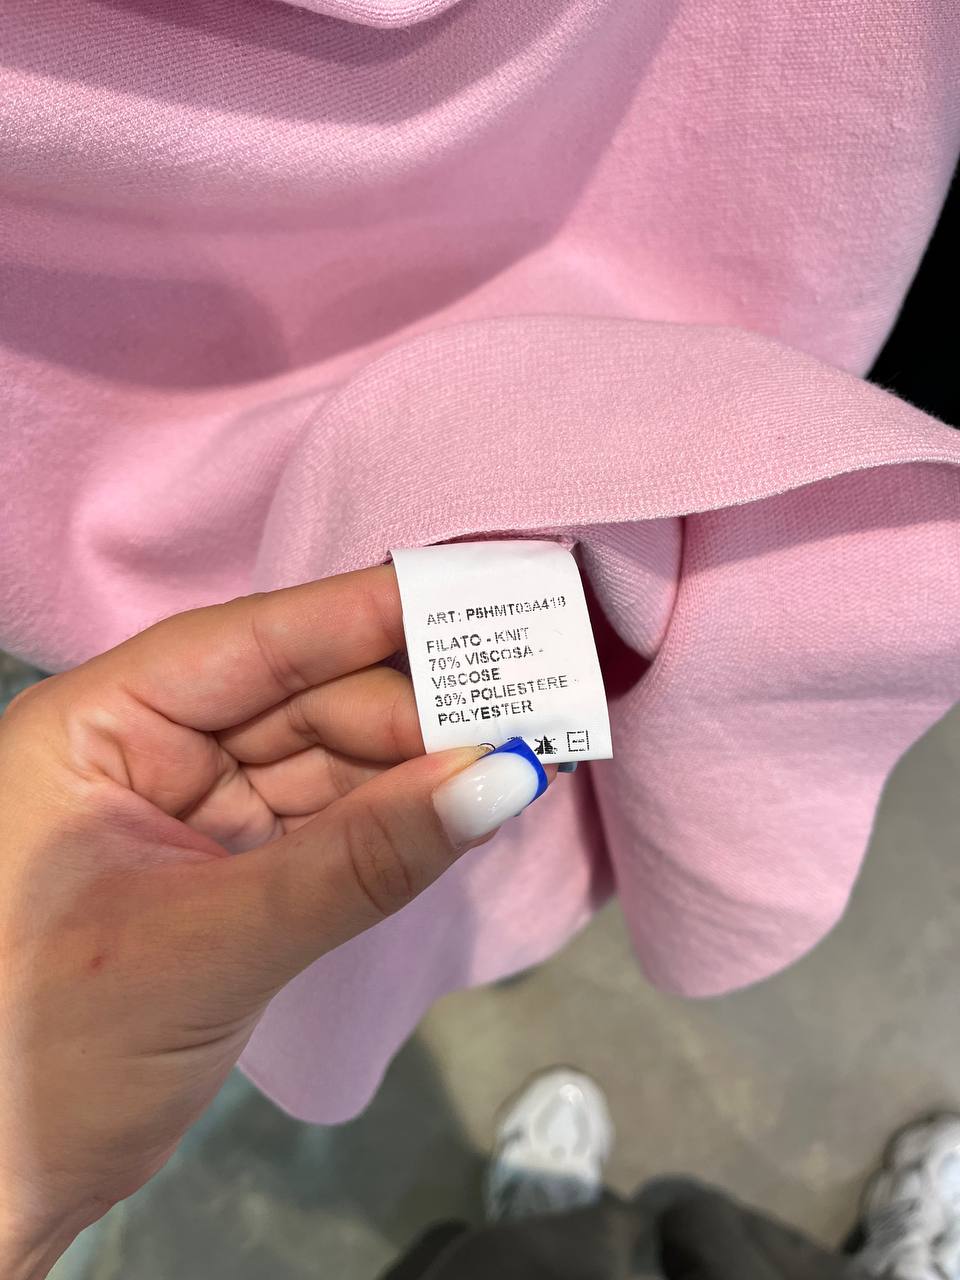 ART: P5HMT03A418
FILATO - KNIT
70% VISCOSA -
VISCOSE
30% POLIESTERE -
POLYESTER